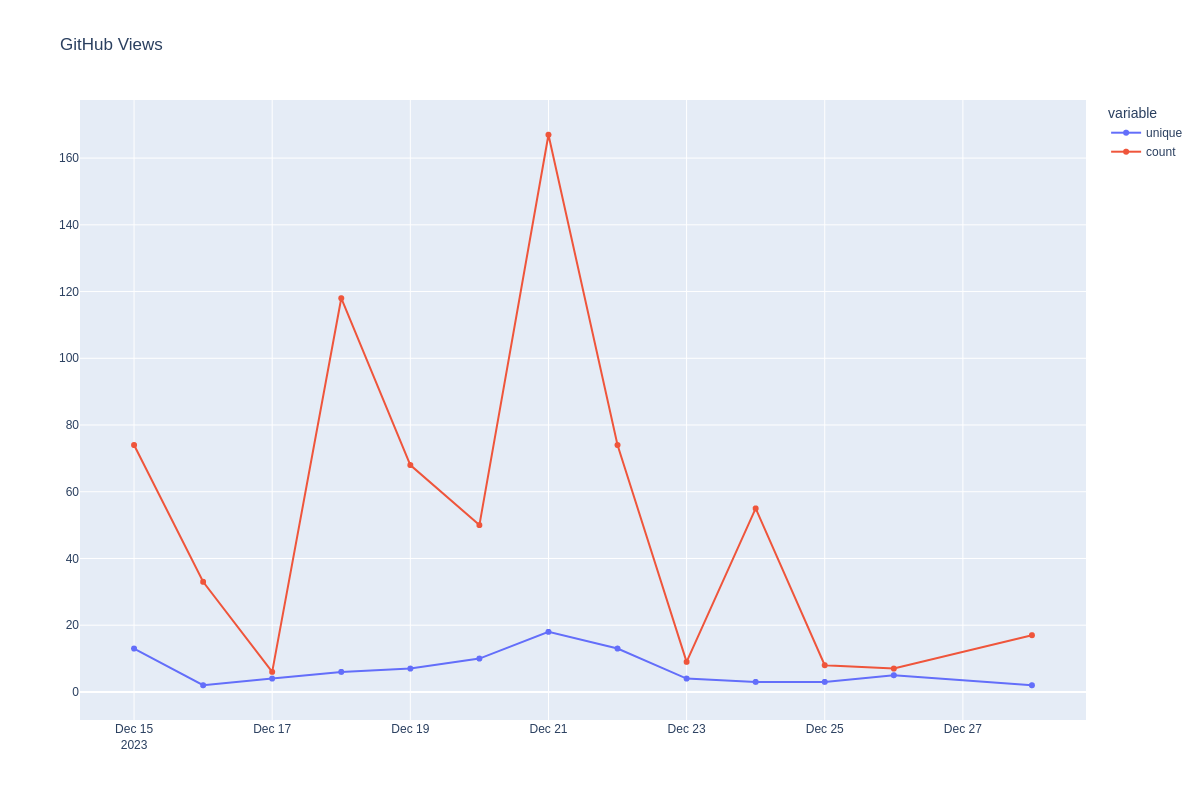 GitHub Views
variable
unique
count
160
140
120
100
80
60
40
20
0
Dec 15
2023
Dec 17
Dec 19
Dec 21
Dec 23
Dec 25
Dec 27